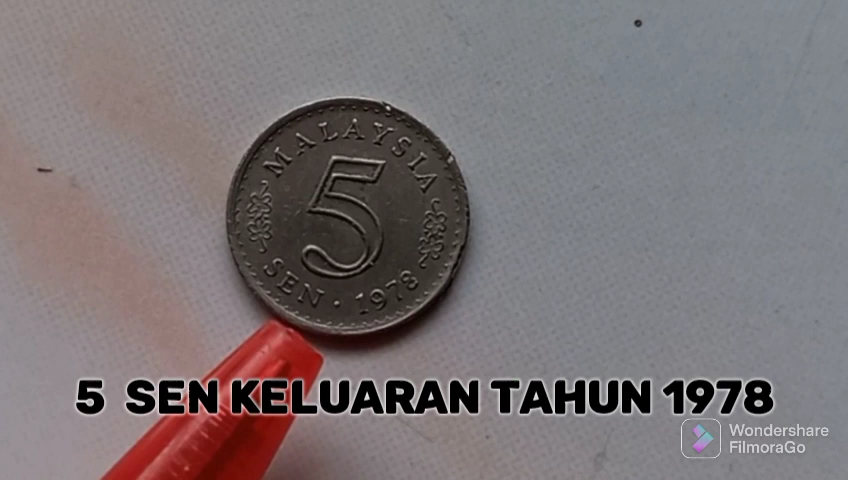 MALAYSIA
5
SEN · 1978
5 SEN KELUARAN TAHUN 1978
Wondershare
FilmoraGo